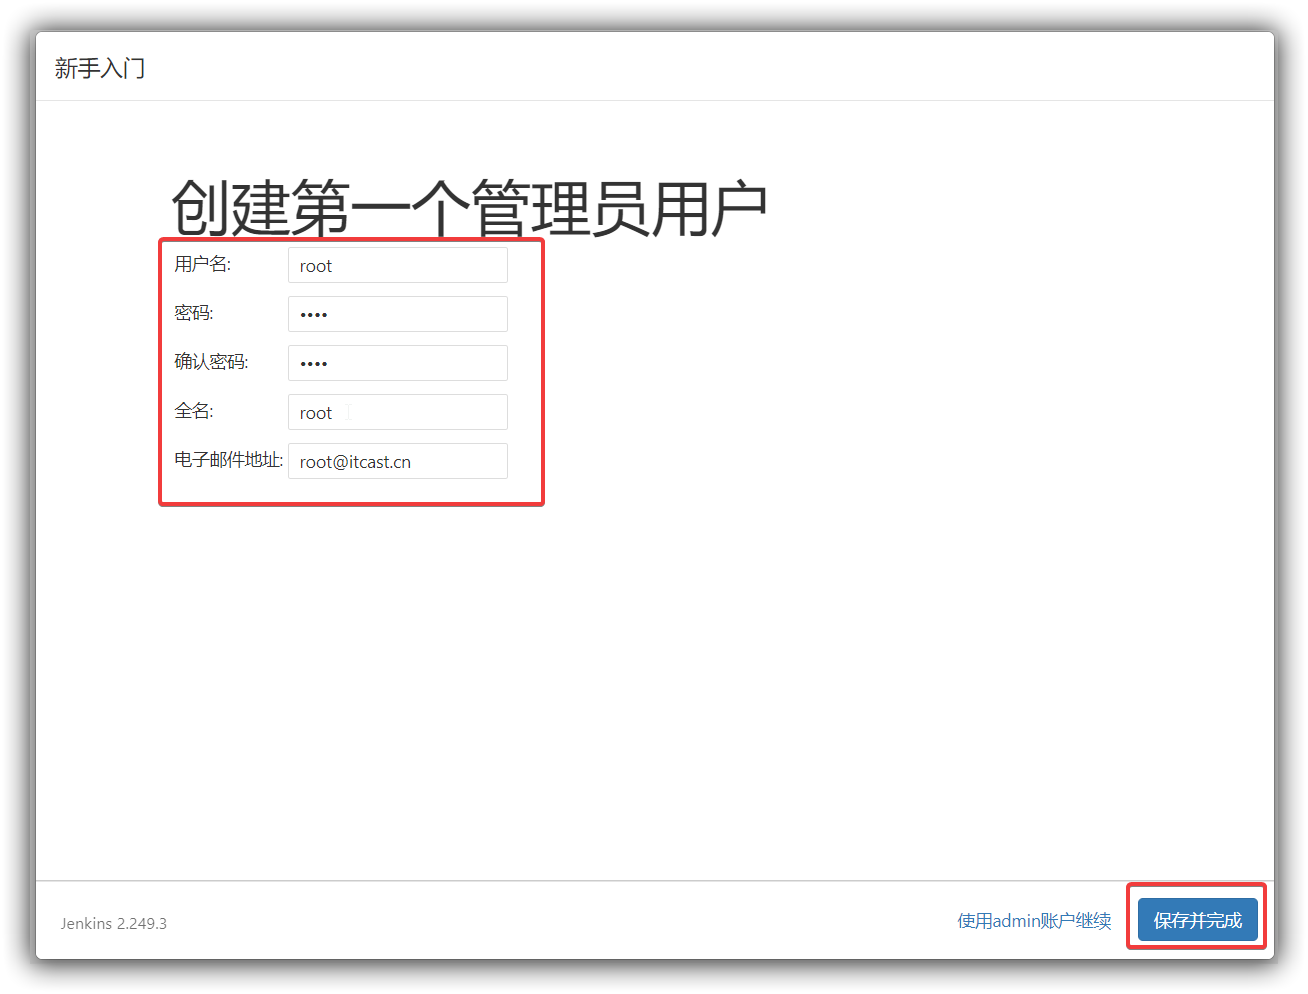 新手入门
创建第一个管理员用户
用户名: root
密码: ••••
确认密码: ••••
全名: root
电子邮件地址: root@itcast.cn
Jenkins 2.249.3 使用admin账户继续 保存并完成